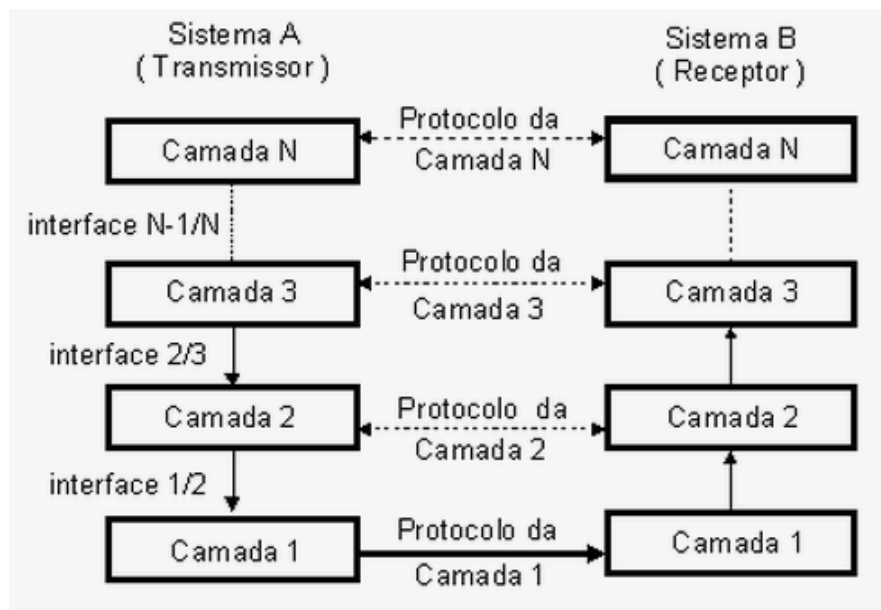 Sistema A
( Transmissor )
Sistema B
( Receptor )
Camada N
Protocolo da
Camada N
Camada N
interface N-1/N
Camada 3
Protocolo da
Camada 3
Camada 3
interface 2/3
Camada 2
Protocolo da
Camada 2
Camada 2
interface 1/2
Camada 1
Protocolo da
Camada 1
Camada 1